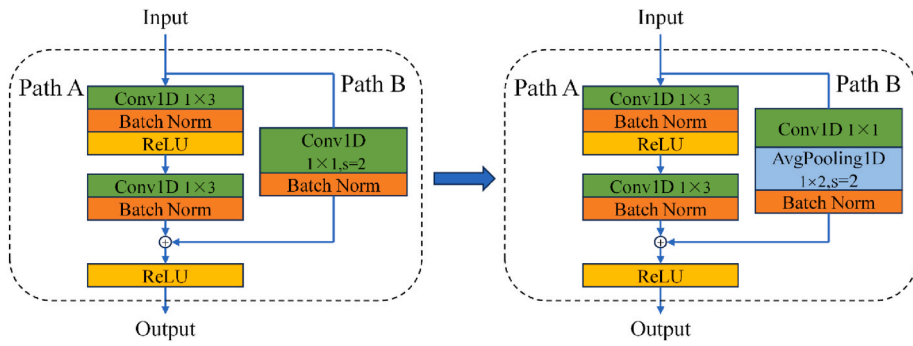 Input
Path A
Path B
Conv1D 1×3
Batch Norm
ReLU
Conv1D
1×1,s=2
Batch Norm
Conv1D 1×3
Batch Norm
ReLU
Output
Input
Path A
Path B
Conv1D 1×3
Batch Norm
ReLU
Conv1D 1×1
AvgPooling1D
1×2,s=2
Batch Norm
Conv1D 1×3
Batch Norm
ReLU
Output